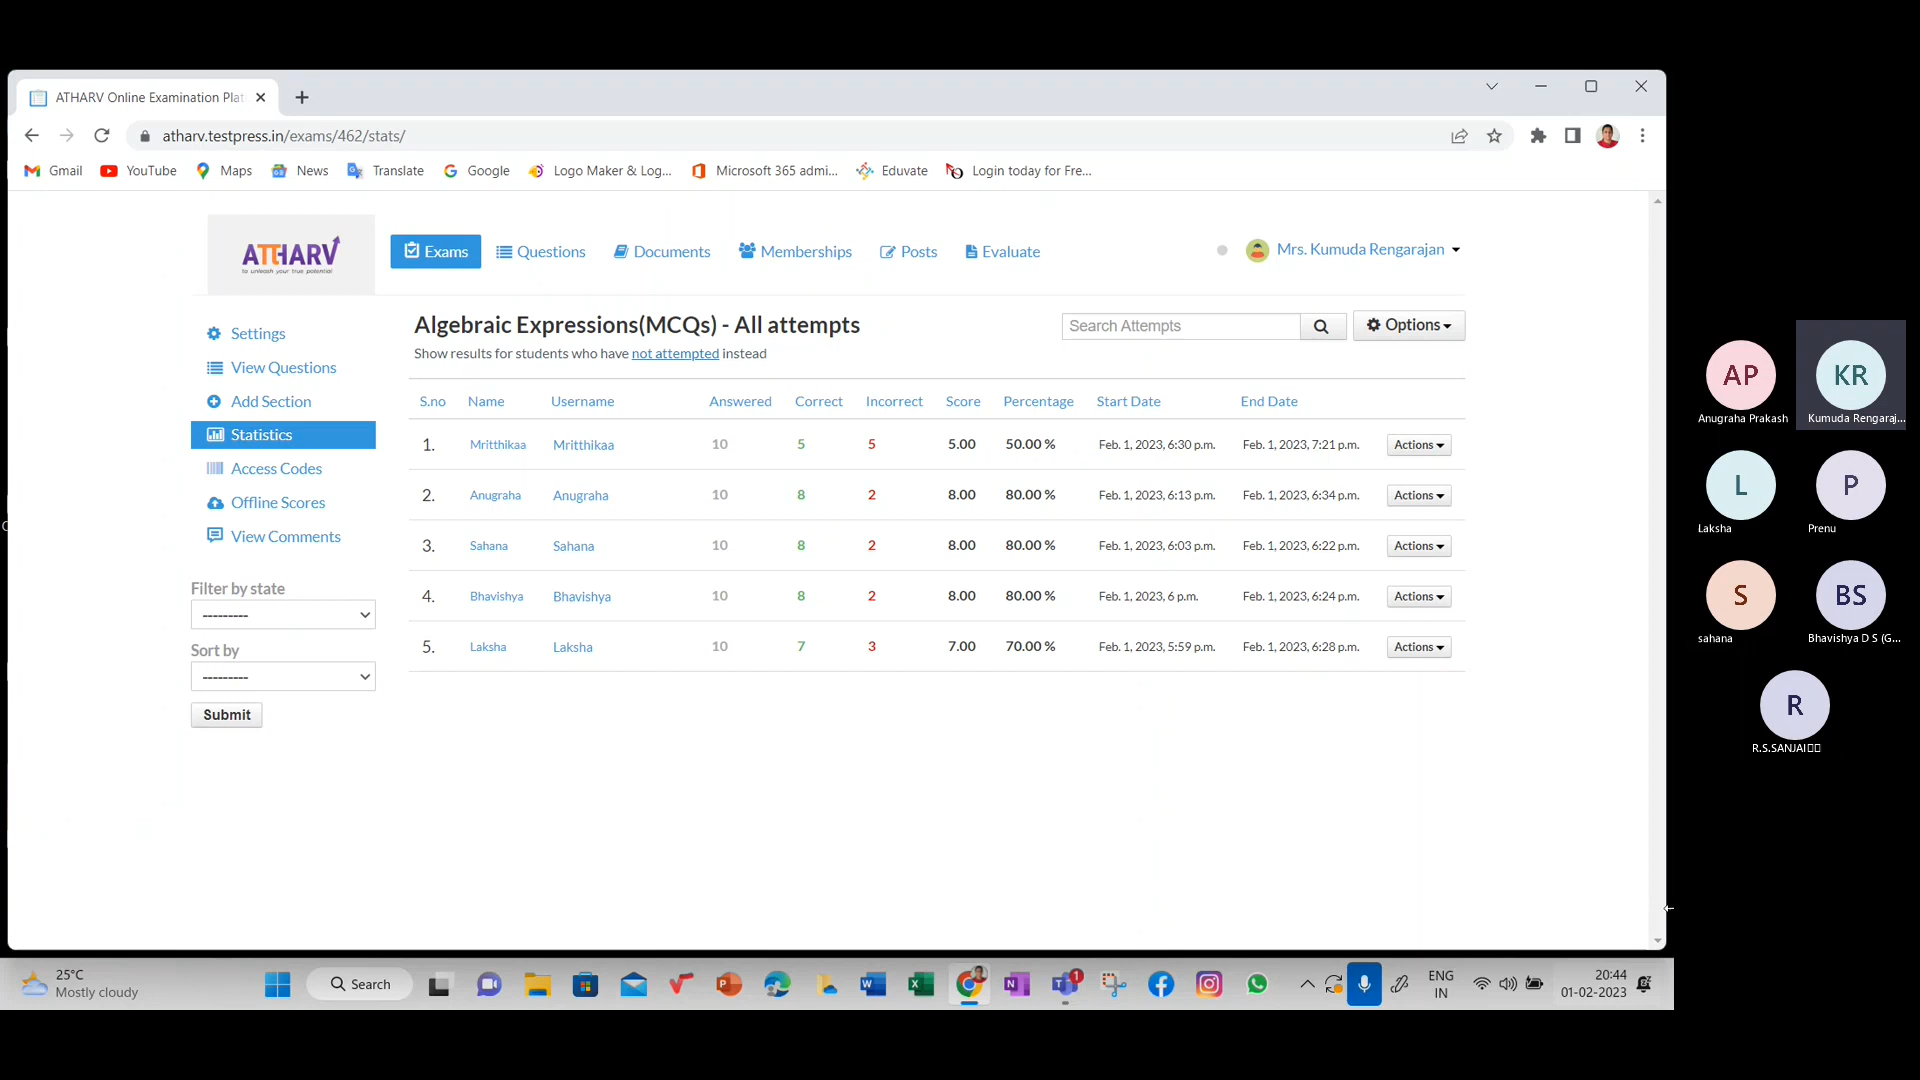 ATHARV Online Examination Plat
atharv.testpress.in/exams/462/stats/
Gmail YouTube Maps News Translate Google Logo Maker & Log... Microsoft 365 admi... Eduvate Login today for Fre...
ATHARV
to unleash your true potential
Exams Questions Documents Memberships Posts Evaluate Mrs. Kumuda Rengarajan
Settings
View Questions
Add Section
Statistics
Access Codes
Offline Scores
View Comments
Filter by state
---------
Sort by
---------
Submit
Algebraic Expressions(MCQs) - All attempts
Search Attempts
Options
Show results for students who have not attempted instead
S.no Name Username Answered Correct Incorrect Score Percentage Start Date End Date
1. Mritthikaa Mritthikaa 10 5 5 5.00 50.00 % Feb. 1, 2023, 6:30 p.m. Feb. 1, 2023, 7:21 p.m. Actions
2. Anugraha Anugraha 10 8 2 8.00 80.00 % Feb. 1, 2023, 6:13 p.m. Feb. 1, 2023, 6:34 p.m. Actions
3. Sahana Sahana 10 8 2 8.00 80.00 % Feb. 1, 2023, 6:03 p.m. Feb. 1, 2023, 6:22 p.m. Actions
4. Bhavishya Bhavishya 10 8 2 8.00 80.00 % Feb. 1, 2023, 6 p.m. Feb. 1, 2023, 6:24 p.m. Actions
5. Laksha Laksha 10 7 3 7.00 70.00 % Feb. 1, 2023, 5:59 p.m. Feb. 1, 2023, 6:28 p.m. Actions
AP
Anugraha Prakash
KR
Kumuda Rengaraj...
L
Laksha
P
Prenu
S
sahana
BS
Bhavishya D S (G...
R
R.S.SANJAI
25°C
Mostly cloudy
Search
1
ENG
IN
20:44
01-02-2023